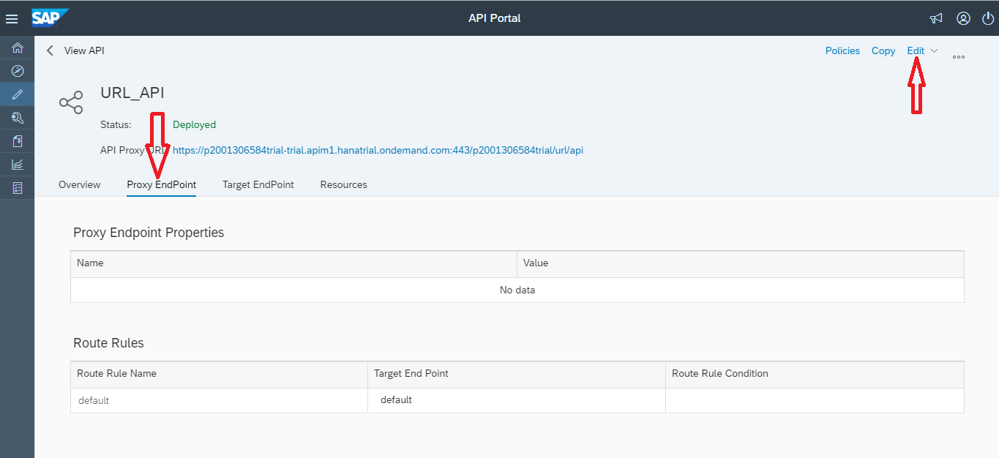 SAP API Portal
View API Policies Copy Edit
URL_API
Status: Deployed
API Proxy URL: https://p2001306584trial-trial.apim1.hanatrial.ondemand.com:443/p2001306584trial/url/api
Overview Proxy EndPoint Target EndPoint Resources
Proxy Endpoint Properties
Name Value
No data
Route Rules
Route Rule Name Target End Point Route Rule Condition
default default